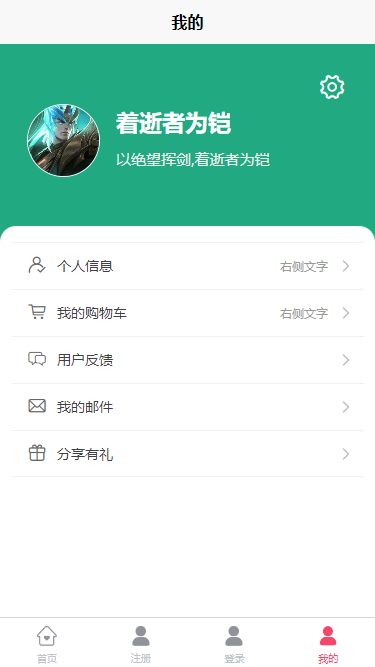 我的
着逝者为铠
以绝望挥剑,着逝者为铠
个人信息 右侧文字
我的购物车 右侧文字
用户反馈
我的邮件
分享有礼
首页 注册 登录 我的